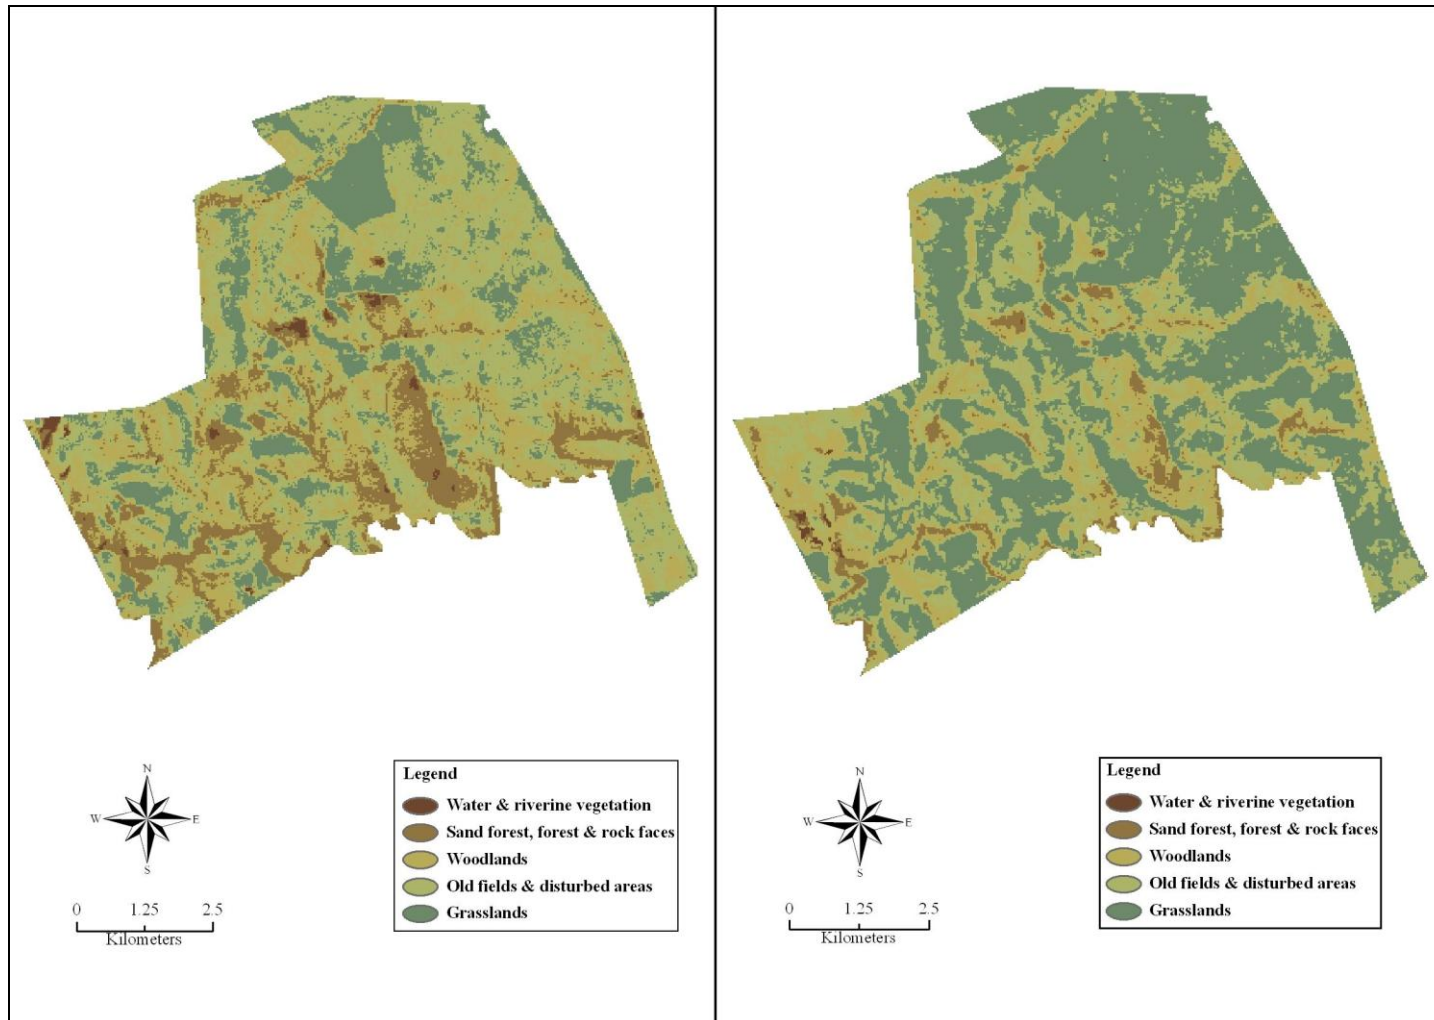 N
W E
S
0 1.25 2.5
Kilometers
Legend
Water & riverine vegetation
Sand forest, forest & rock faces
Woodlands
Old fields & disturbed areas
Grasslands
N
W E
S
0 1.25 2.5
Kilometers
Legend
Water & riverine vegetation
Sand forest, forest & rock faces
Woodlands
Old fields & disturbed areas
Grasslands